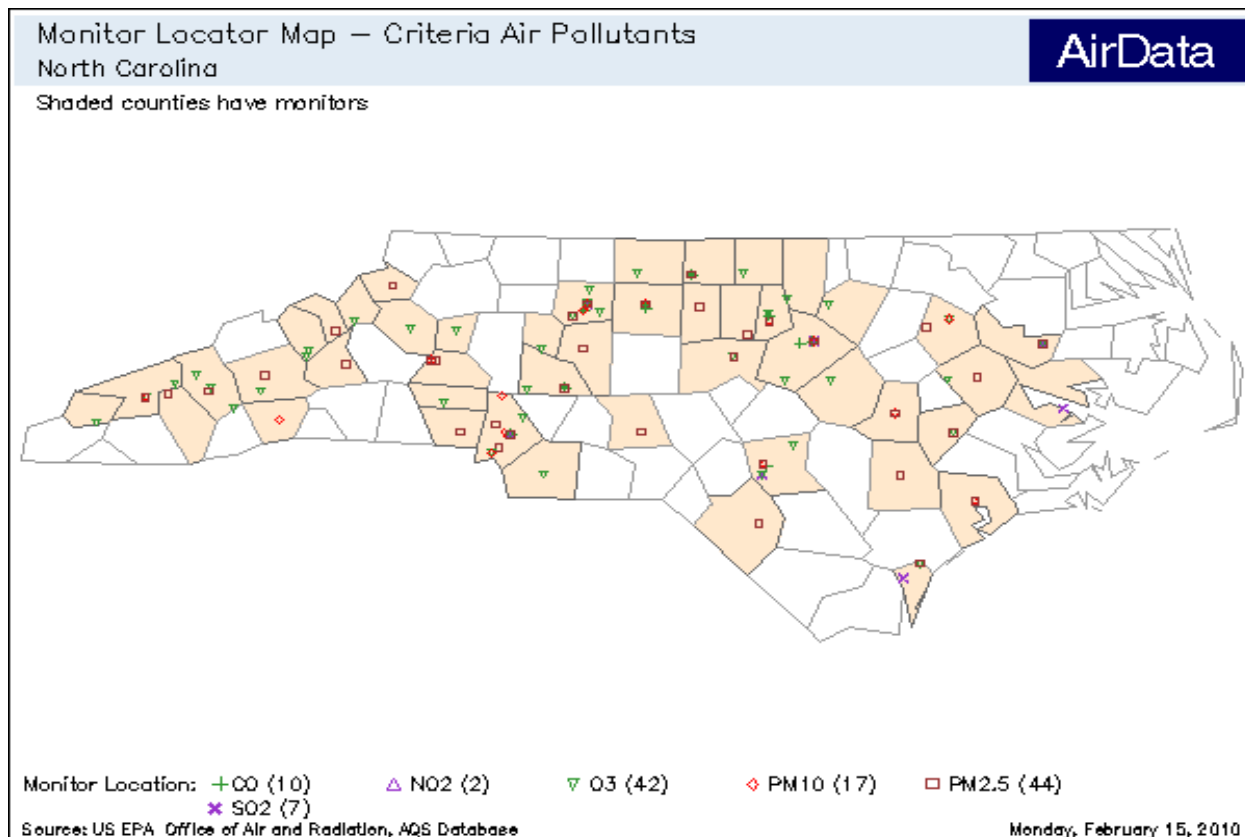 Monitor Locator Map – Criteria Air Pollutants
North Carolina
AirData
Shaded counties have monitors
Monitor Location: CO (10) NO2 (2) O3 (42) PM10 (17) PM2.5 (44)
SO2 (7)
Source: US EPA Office of Air and Radiation, AQS Database
Monday, February 15, 2010